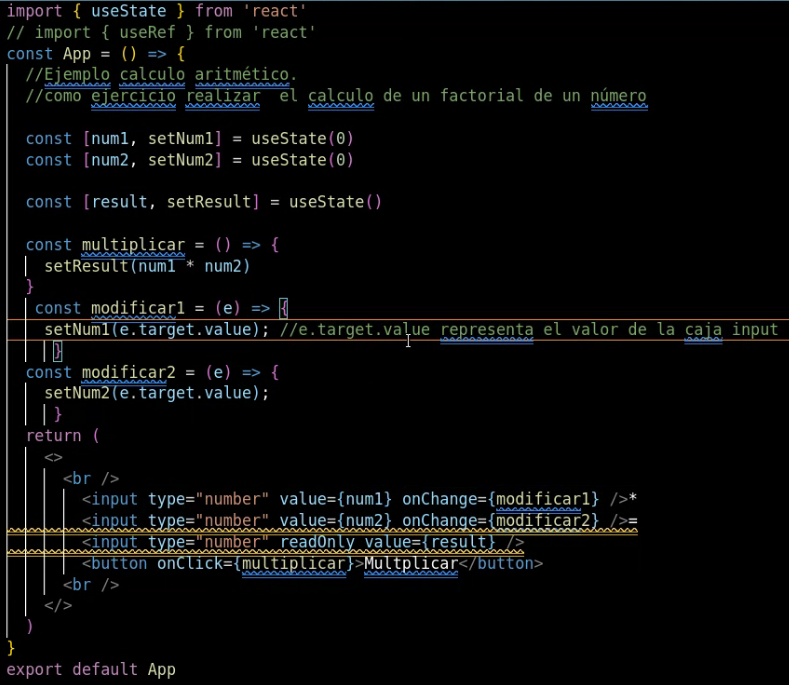 import { useState } from 'react'
// import { useRef } from 'react'
const App = () => {
//Ejemplo calculo aritmético.
//como ejercicio realizar  el calculo de un factorial de un número
const [num1, setNum1] = useState(0)
const [num2, setNum2] = useState(0)
const [result, setResult] = useState()
const multiplicar = () => {
setResult(num1 * num2)
}
const modificar1 = (e) => {
setNum1(e.target.value); //e.target.value representa el valor de la caja input
}
const modificar2 = (e) => {
setNum2(e.target.value);
}
return (
<>
<br />
<input type="number" value={num1} onChange={modificar1} />*
<input type="number" value={num2} onChange={modificar2} />=
<input type="number" readOnly value={result} />
<button onClick={multiplicar}>Multplicar</button>
<br />
</>
)
}
export default App